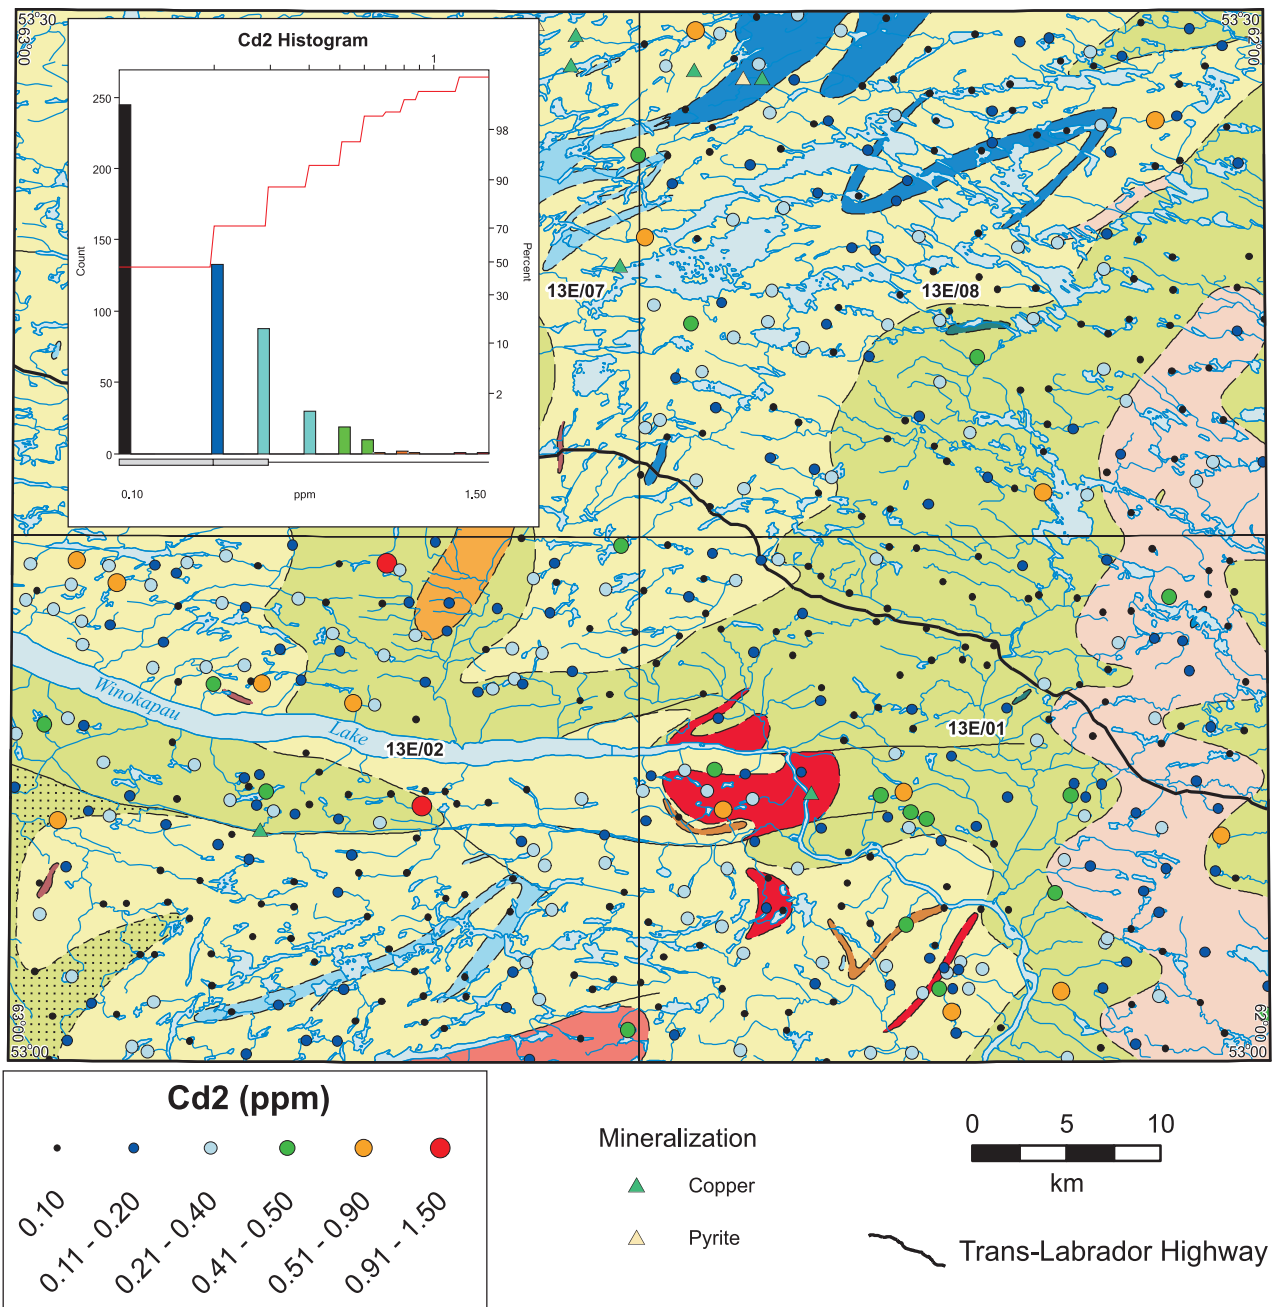 53°30
63°00
53°30
62°00
Cd2 Histogram
1
250
200
150
100
50
0
Count
98
90
70
50
30
10
2
Percent
0.10
ppm
1.50
13E/07
13E/08
Winokapau
Lake
13E/02
13E/01
63°00
53°00
62°00
53°00
Cd2 (ppm)
0.10
0.11 - 0.20
0.21 - 0.40
0.41 - 0.50
0.51 - 0.90
0.91 - 1.50
Mineralization
Copper
Pyrite
0
5
10
km
Trans-Labrador Highway